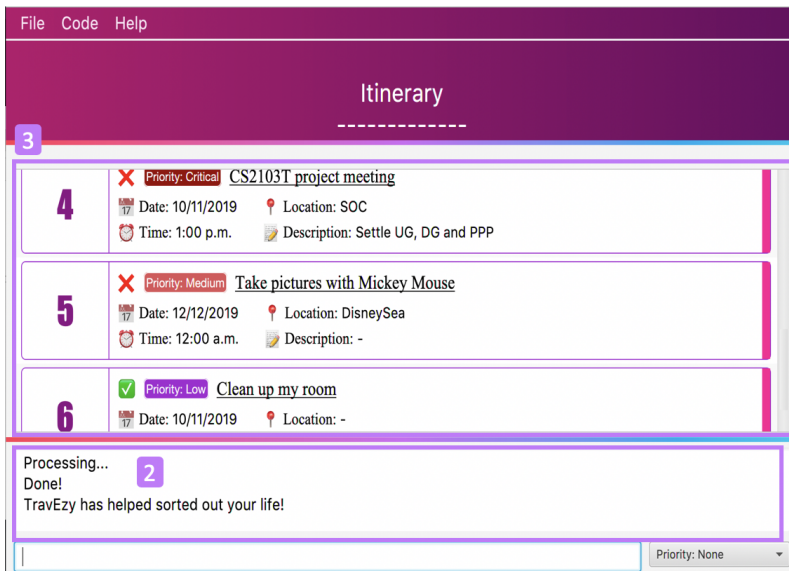 File Code Help
Itinerary
-------------
3
4
Priority: Critical CS2103T project meeting
17 Date: 10/11/2019 Location: SOC
Time: 1:00 p.m. Description: Settle UG, DG and PPP
5
Priority: Medium Take pictures with Mickey Mouse
17 Date: 12/12/2019 Location: DisneySea
Time: 12:00 a.m. Description: -
6
Priority: Low Clean up my room
17 Date: 10/11/2019 Location: -
Processing...
2
Done!
TravEzy has helped sorted out your life!
Priority: None